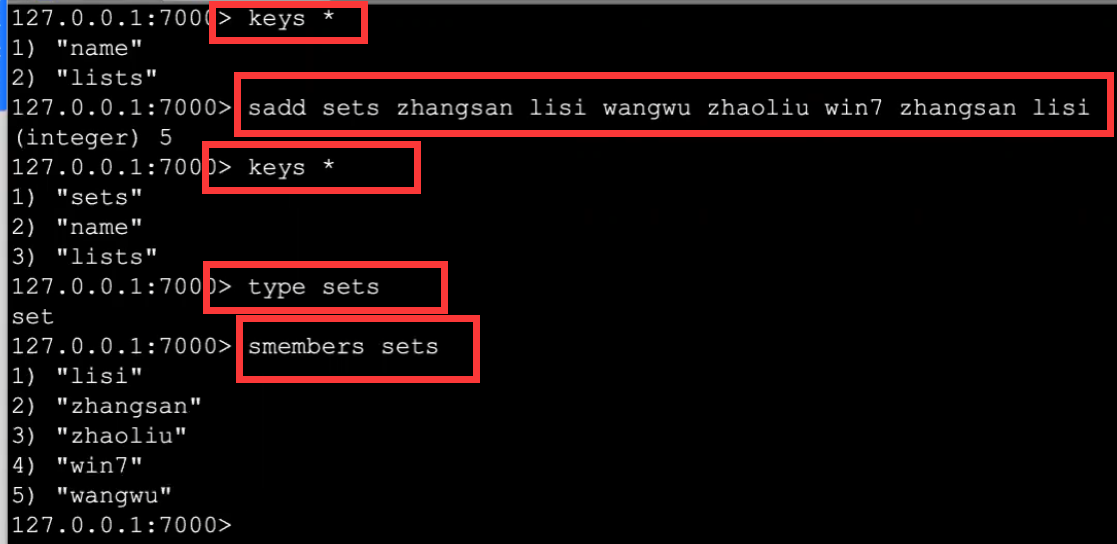 127.0.0.1:7000> keys *
1) "name"
2) "lists"
127.0.0.1:7000> sadd sets zhangsan lisi wangwu zhaoliu win7 zhangsan lisi
(integer) 5
127.0.0.1:7000> keys *
1) "sets"
2) "name"
3) "lists"
127.0.0.1:7000> type sets
set
127.0.0.1:7000> smembers sets
1) "lisi"
2) "zhangsan"
3) "zhaoliu"
4) "win7"
5) "wangwu"
127.0.0.1:7000>